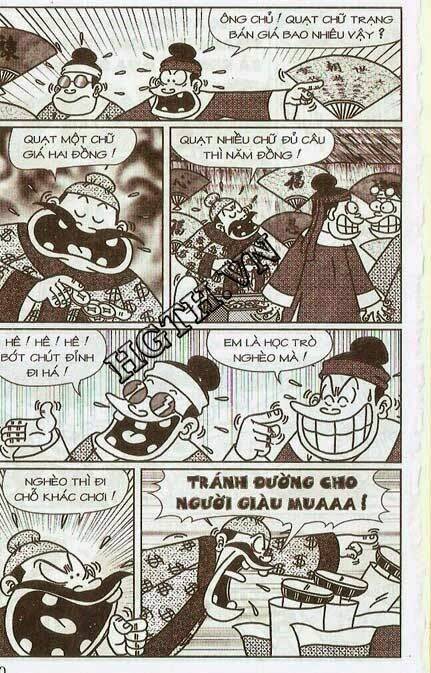 ÔNG CHỦ! QUẠT CHỮ TRẠNG
BÁN GIÁ BAO NHIÊU VẬY?
QUẠT MỘT CHỮ
GIÁ HAI ĐỒNG!
QUẠT NHIỀU CHỮ ĐỦ CÂU
THÌ NĂM ĐỒNG!
福
HÊ! HÊ! HÊ!
BỚT CHÚT ĐỈNH
ĐI HÁ!
EM LÀ HỌC TRÒ
NGHÈO MÀ!
HGTH.VN
NGHÈO THÌ ĐI
CHỖ KHÁC CHƠI!
TRÁNH ĐƯỜNG CHO
NGƯỜI GIÀU MUAAA!